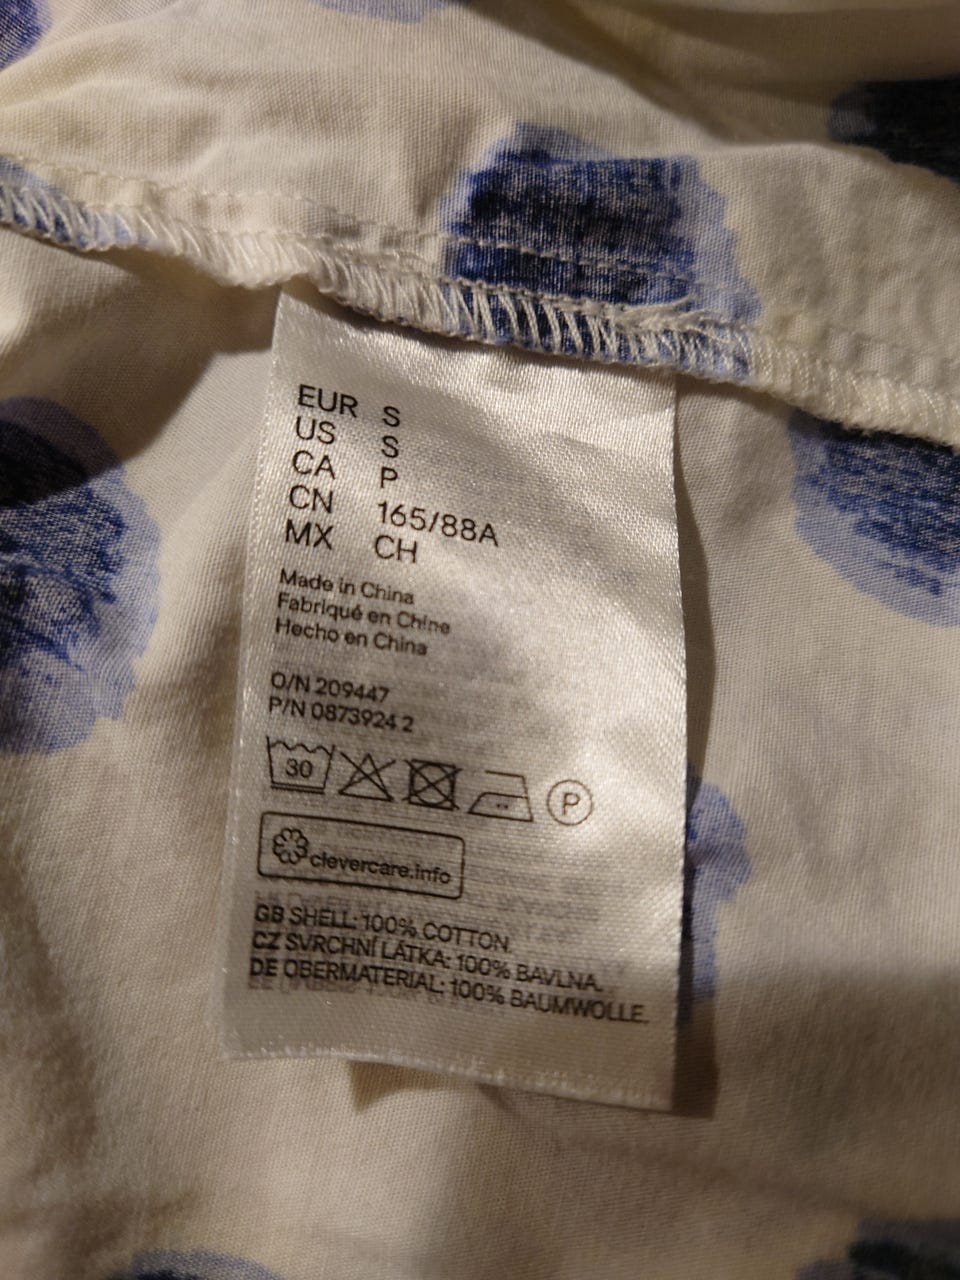 EUR S
US S
CA P
CN 165/88A
MX CH
Made in China
Fabriqué en Chine
Hecho en China
O/N 209447
P/N 0873924 2
30
P
clevercare.info
GB SHELL: 100% COTTON.
CZ SVRCHNÍ LÁTKA: 100% BAVLNA.
DE OBERMATERIAL: 100% BAUMWOLLE.